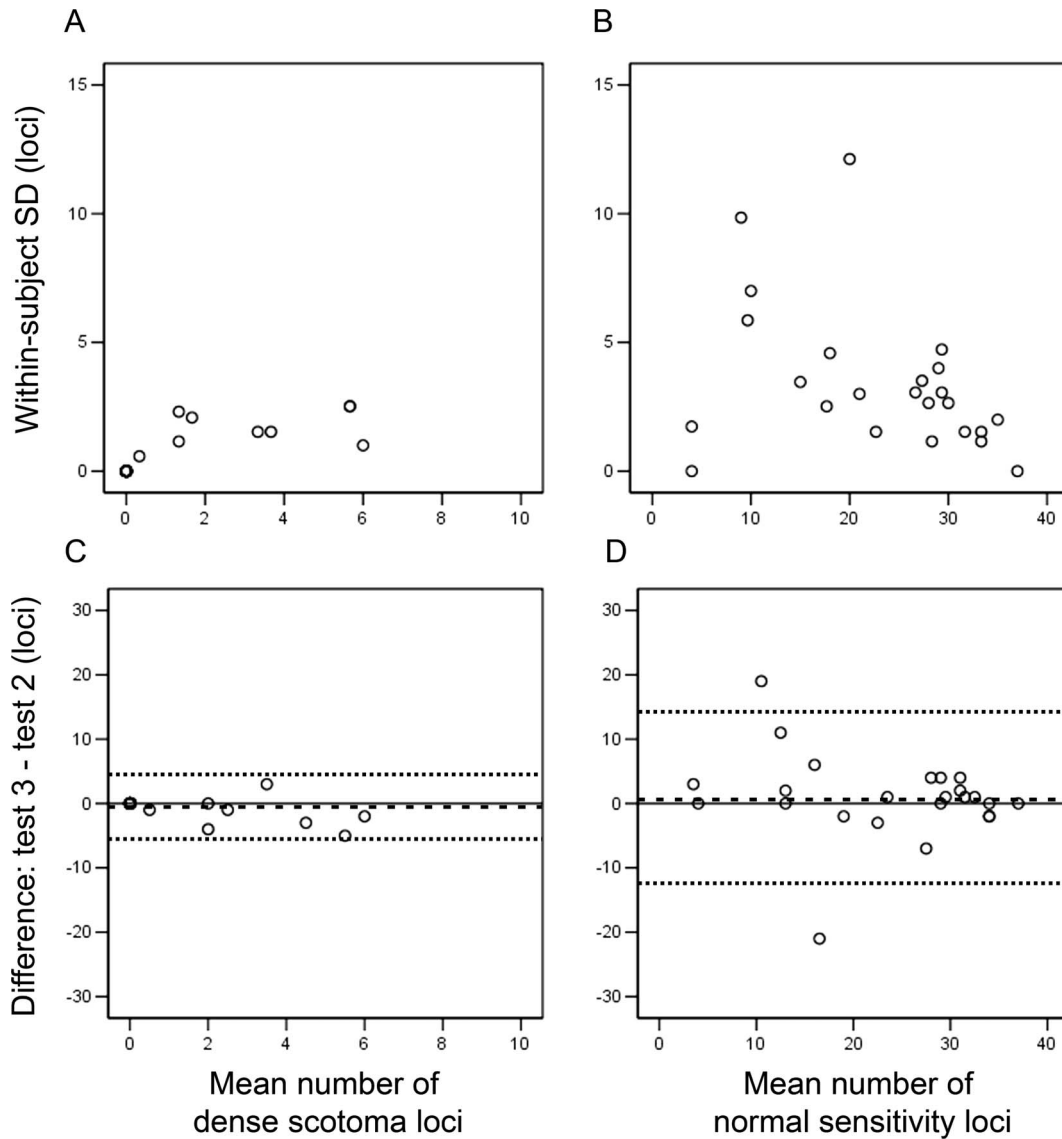 A
B
Within-subject SD (loci)
15
10
5
0
0 2 4 6 8 10
15
10
5
0
0 10 20 30 40
C
D
Difference: test 3 - test 2 (loci)
30
20
10
0
-10
-20
-30
0 2 4 6 8 10
30
20
10
0
-10
-20
-30
0 10 20 30 40
Mean number of
dense scotoma loci
Mean number of
normal sensitivity loci